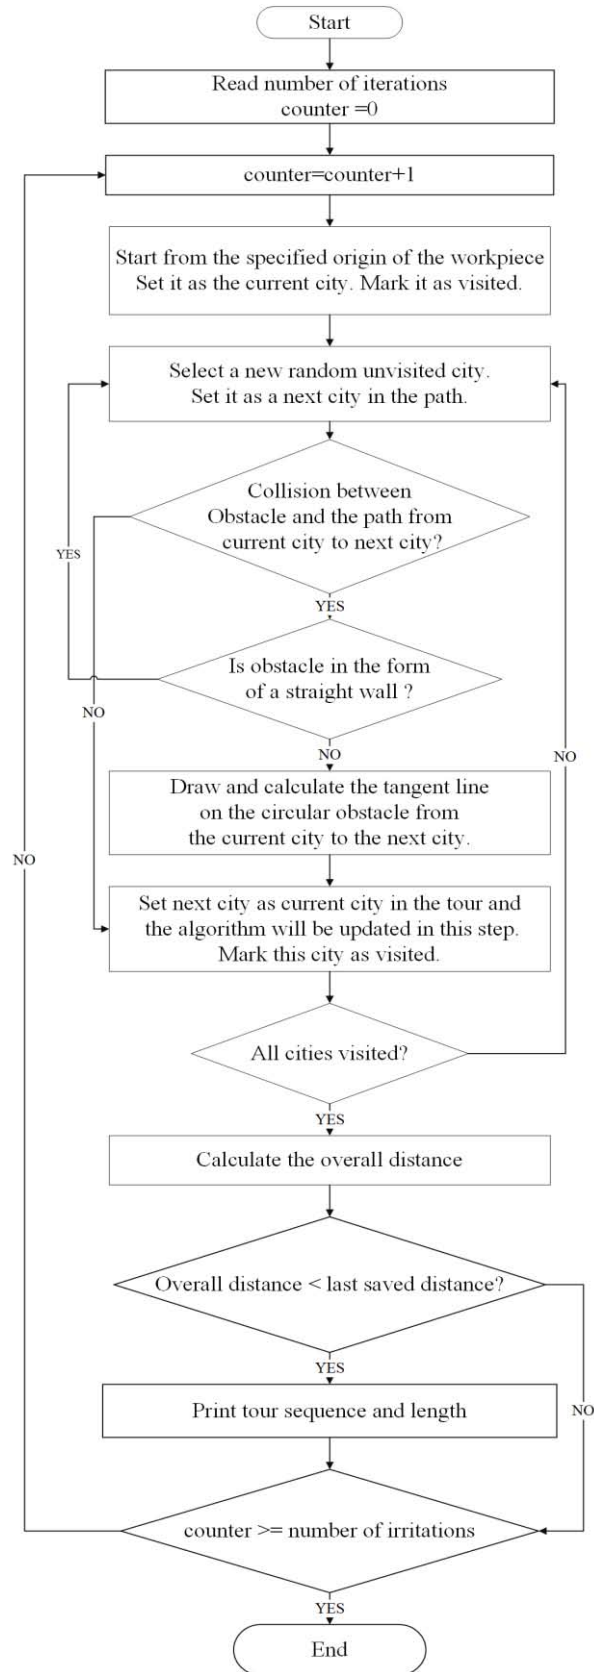 Start
Read number of iterations
counter =0
counter=counter+1
Start from the specified origin of the workpiece
Set it as the current city. Mark it as visited.
Select a new random unvisited city.
Set it as a next city in the path.
Collision between
Obstacle and the path from
current city to next city?
YES
YES
Is obstacle in the form
of a straight wall ?
NO
NO
NO
Draw and calculate the tangent line
on the circular obstacle from
the current city to the next city.
NO
Set next city as current city in the tour and
the algorithm will be updated in this step.
Mark this city as visited.
All cities visited?
YES
Calculate the overall distance
Overall distance < last saved distance?
YES
Print tour sequence and length
NO
counter >= number of irritations
YES
End